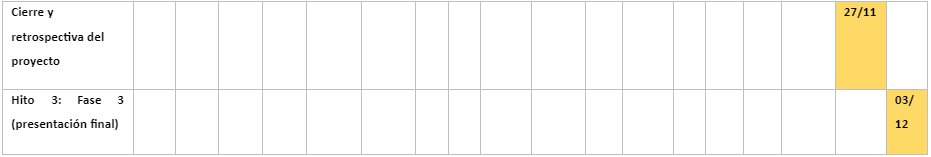 Cierre y
retrospectiva del
proyecto
27/11
Hito 3: Fase 3
(presentación final)
03/
12